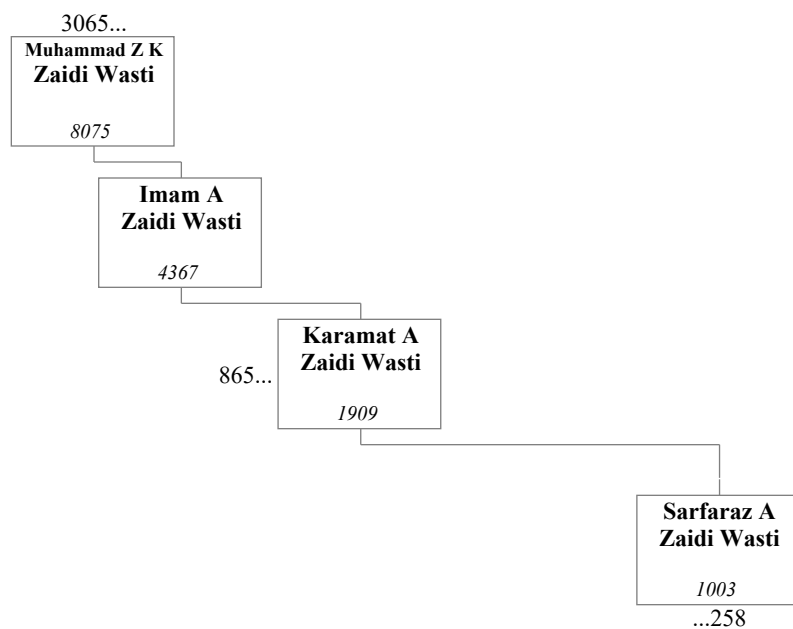 3065...
Muhammad Z K
Zaidi Wasti
8075
Imam A
Zaidi Wasti
4367
Karamat A
Zaidi Wasti
865...
1909
Sarfaraz A
Zaidi Wasti
1003
...258